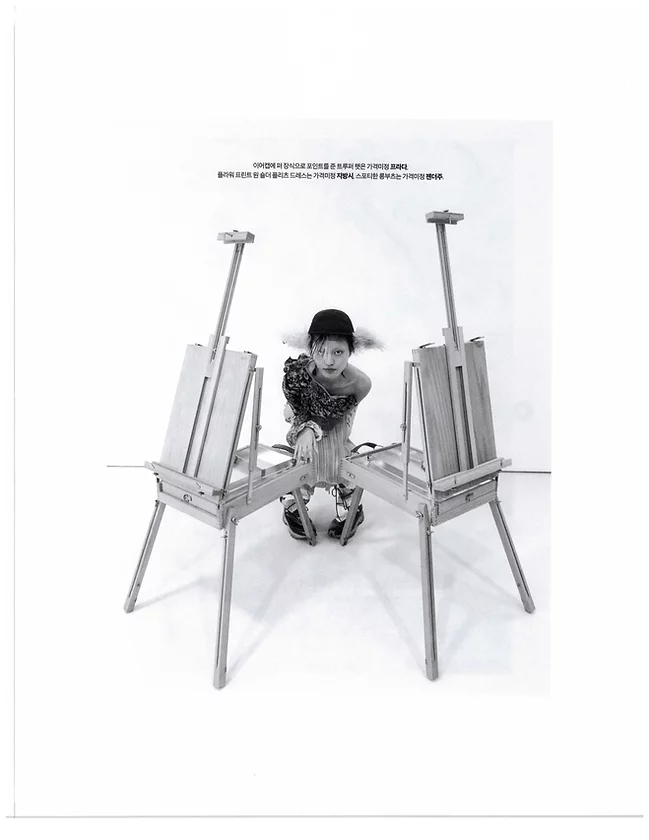 이어캡에 퍼 장식으로 포인트를 준 트루퍼 햇은 가격미정 프라다.
플라워 프린트 원 숄더 플리츠 드레스는 가격미정 지방시, 스포티한 롱부츠는 가격미정 젠더주.